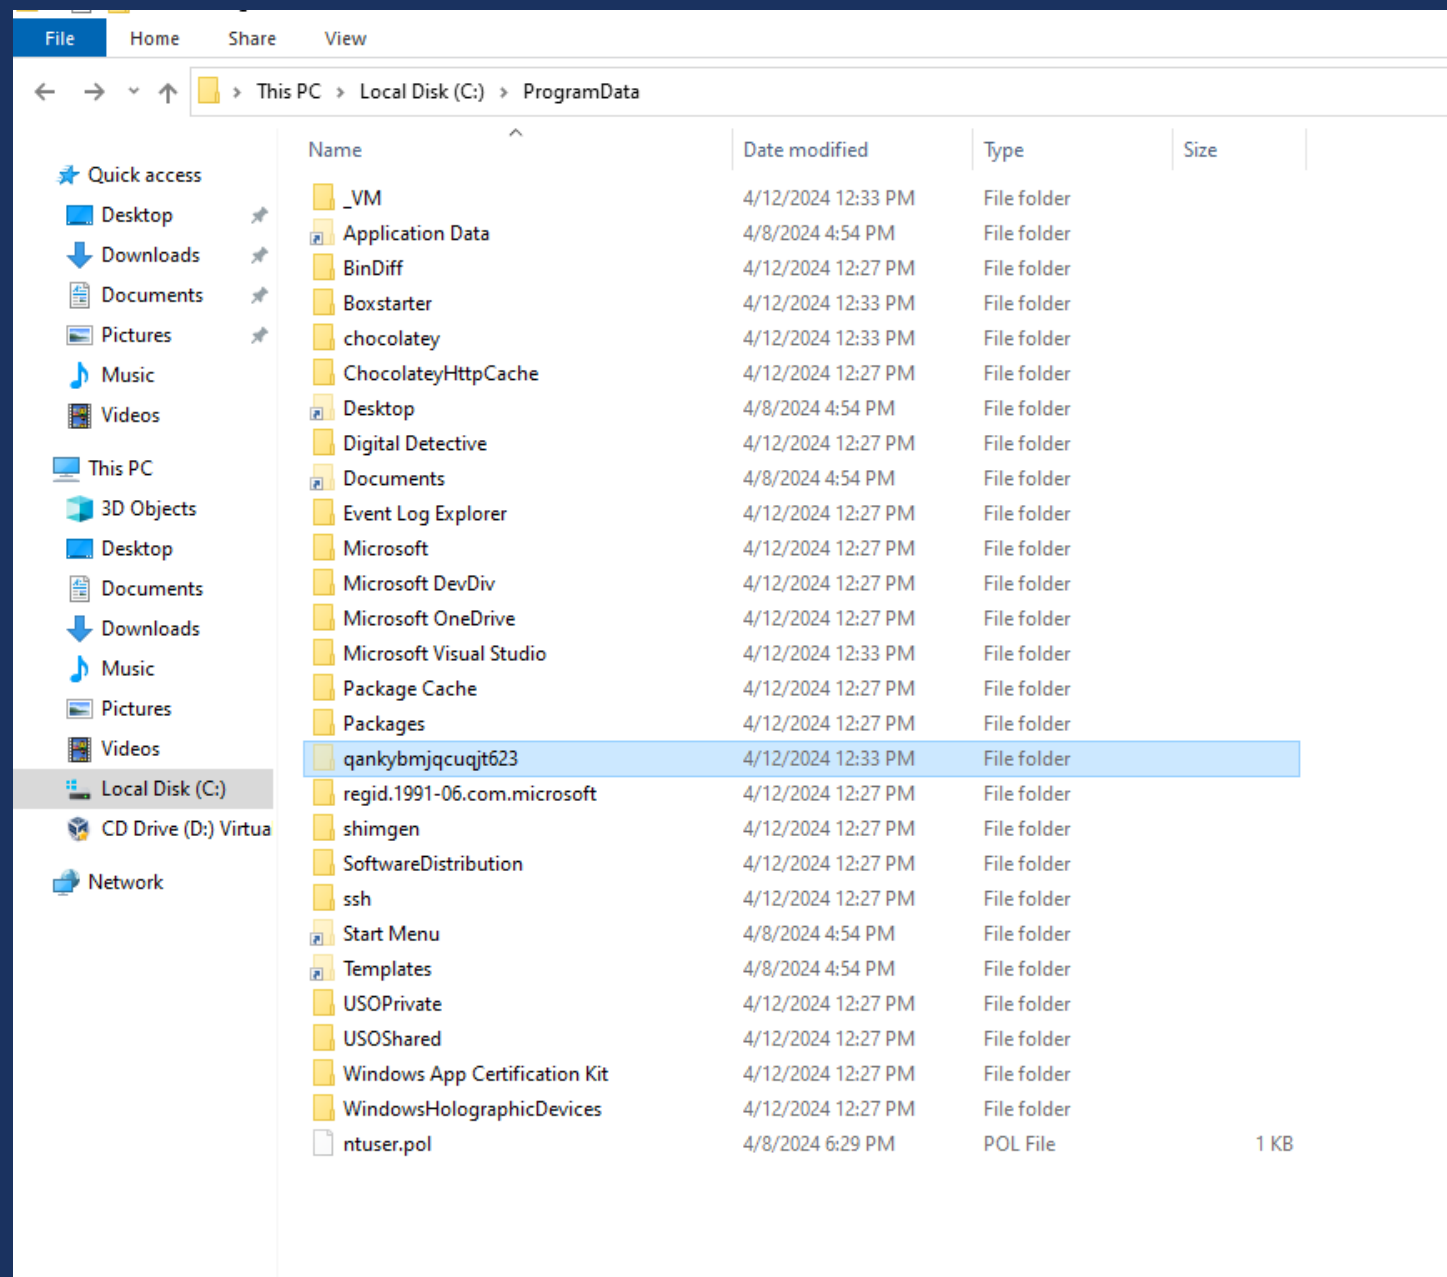 File Home Share View
This PC Local Disk (C:) ProgramData
Name Date modified Type Size
Quick access
Desktop
Downloads
Documents
Pictures
Music
Videos
This PC
3D Objects
Desktop
Documents
Downloads
Music
Pictures
Videos
Local Disk (C:)
CD Drive (D:) Virtua
Network
_VM 4/12/2024 12:33 PM File folder
Application Data 4/8/2024 4:54 PM File folder
BinDiff 4/12/2024 12:27 PM File folder
Boxstarter 4/12/2024 12:33 PM File folder
chocolatey 4/12/2024 12:33 PM File folder
ChocolateyHttpCache 4/12/2024 12:27 PM File folder
Desktop 4/8/2024 4:54 PM File folder
Digital Detective 4/12/2024 12:27 PM File folder
Documents 4/8/2024 4:54 PM File folder
Event Log Explorer 4/12/2024 12:27 PM File folder
Microsoft 4/12/2024 12:27 PM File folder
Microsoft DevDiv 4/12/2024 12:27 PM File folder
Microsoft OneDrive 4/12/2024 12:27 PM File folder
Microsoft Visual Studio 4/12/2024 12:33 PM File folder
Package Cache 4/12/2024 12:27 PM File folder
Packages 4/12/2024 12:27 PM File folder
qankybmjqcuqjt623 4/12/2024 12:33 PM File folder
regid.1991-06.com.microsoft 4/12/2024 12:27 PM File folder
shimgen 4/12/2024 12:27 PM File folder
SoftwareDistribution 4/12/2024 12:27 PM File folder
ssh 4/12/2024 12:27 PM File folder
Start Menu 4/8/2024 4:54 PM File folder
Templates 4/8/2024 4:54 PM File folder
USOPrivate 4/12/2024 12:27 PM File folder
USOShared 4/12/2024 12:27 PM File folder
Windows App Certification Kit 4/12/2024 12:27 PM File folder
WindowsHolographicDevices 4/12/2024 12:27 PM File folder
ntuser.pol 4/8/2024 6:29 PM POL File 1 KB